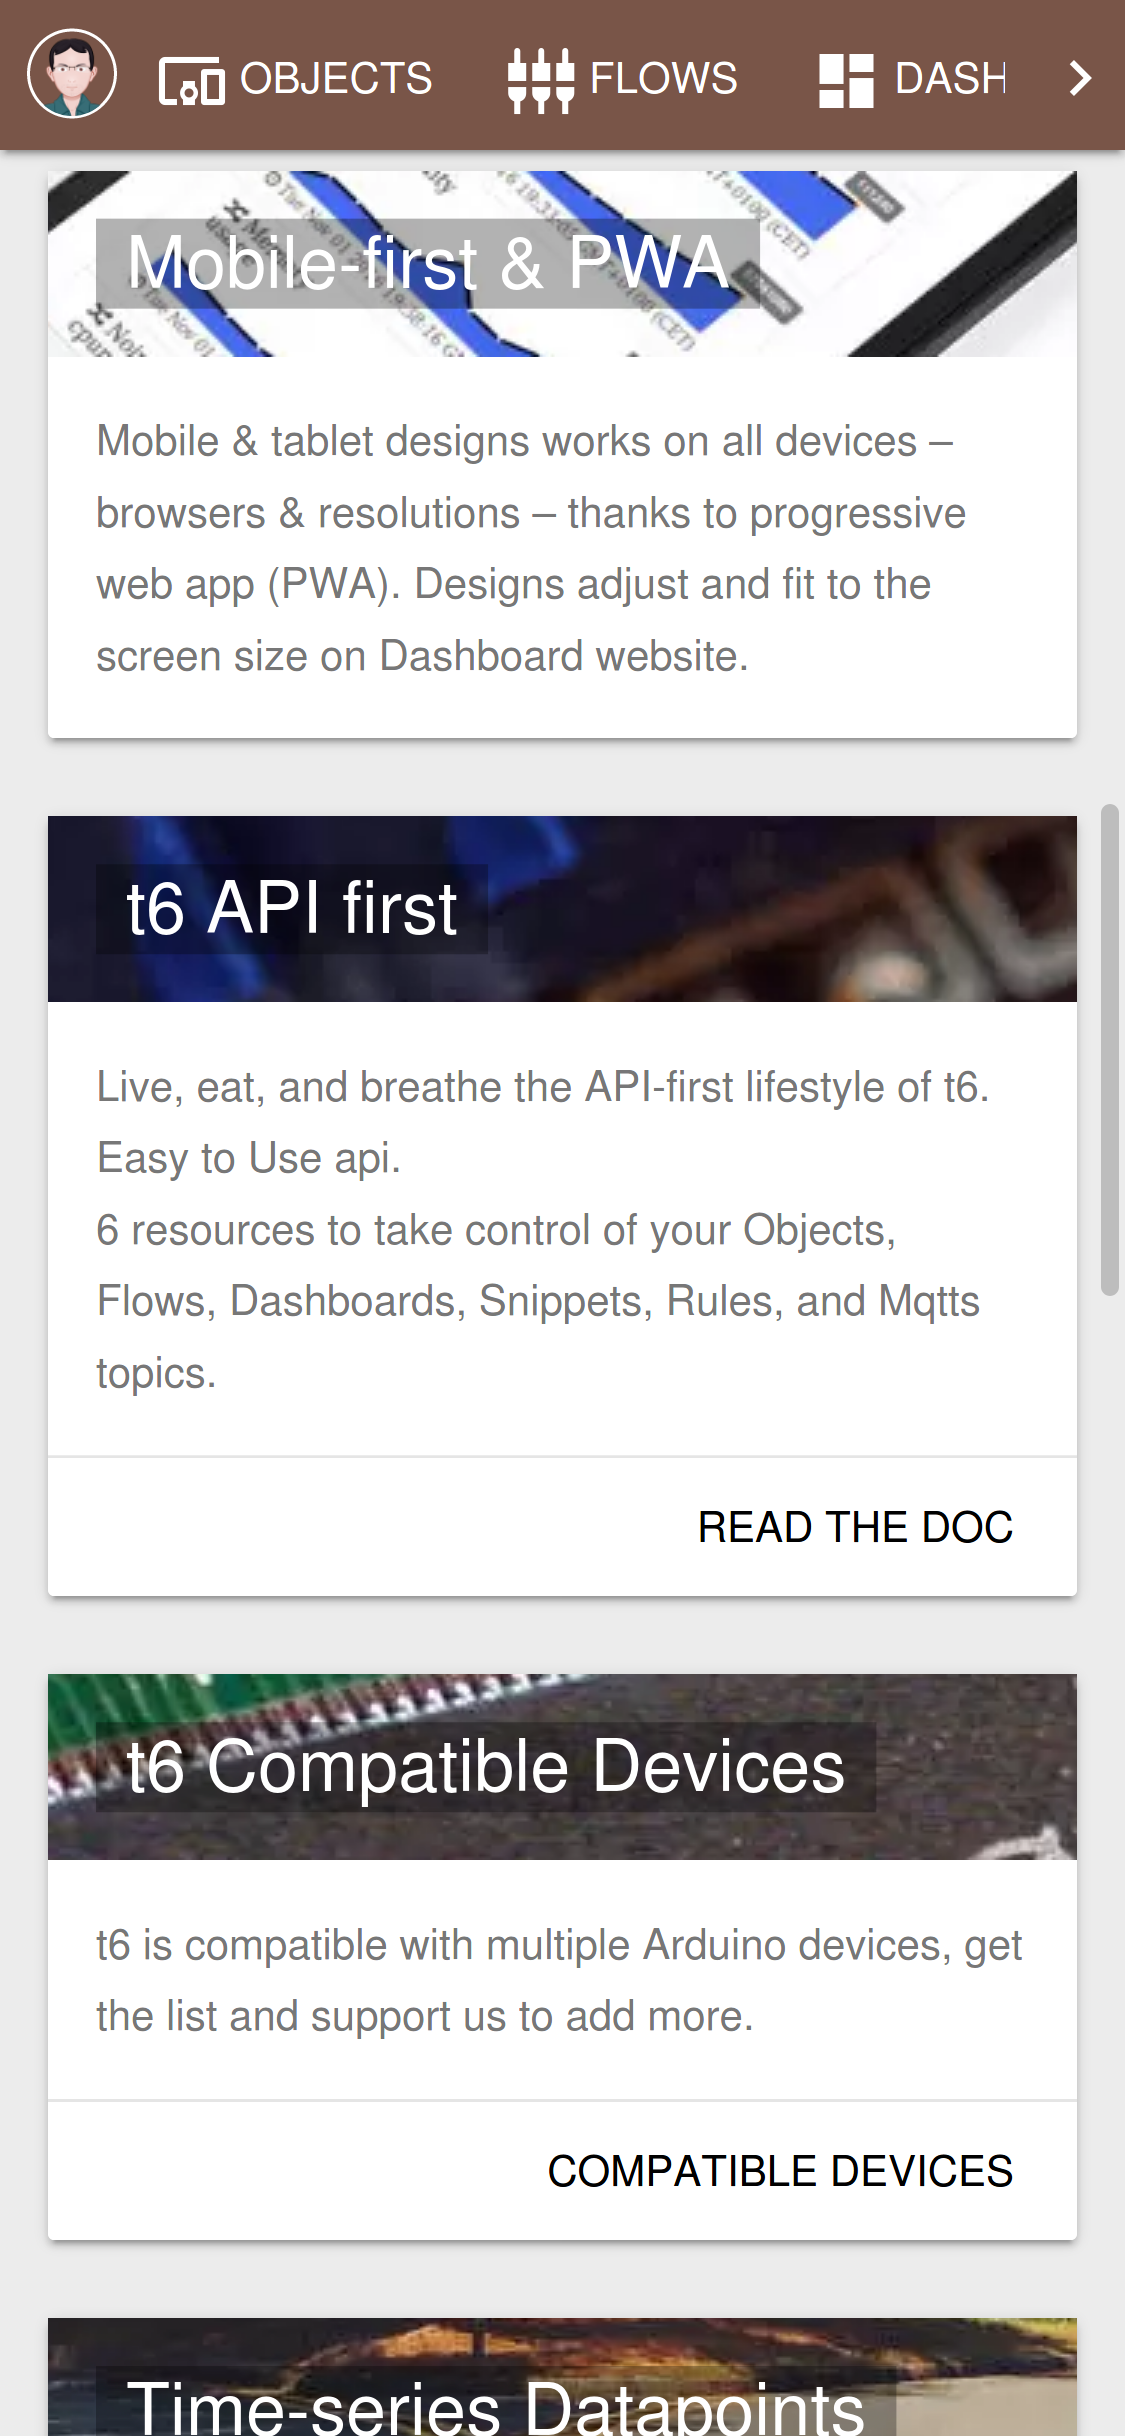 OBJECTS
FLOWS
DASH
Mobile-first & PWA
Mobile & tablet designs works on all devices –
browsers & resolutions – thanks to progressive
web app (PWA). Designs adjust and fit to the
screen size on Dashboard website.
t6 API first
Live, eat, and breathe the API-first lifestyle of t6.
Easy to Use api.
6 resources to take control of your Objects,
Flows, Dashboards, Snippets, Rules, and Mqtts
topics.
READ THE DOC
t6 Compatible Devices
t6 is compatible with multiple Arduino devices, get
the list and support us to add more.
COMPATIBLE DEVICES
Time-series Datapoints